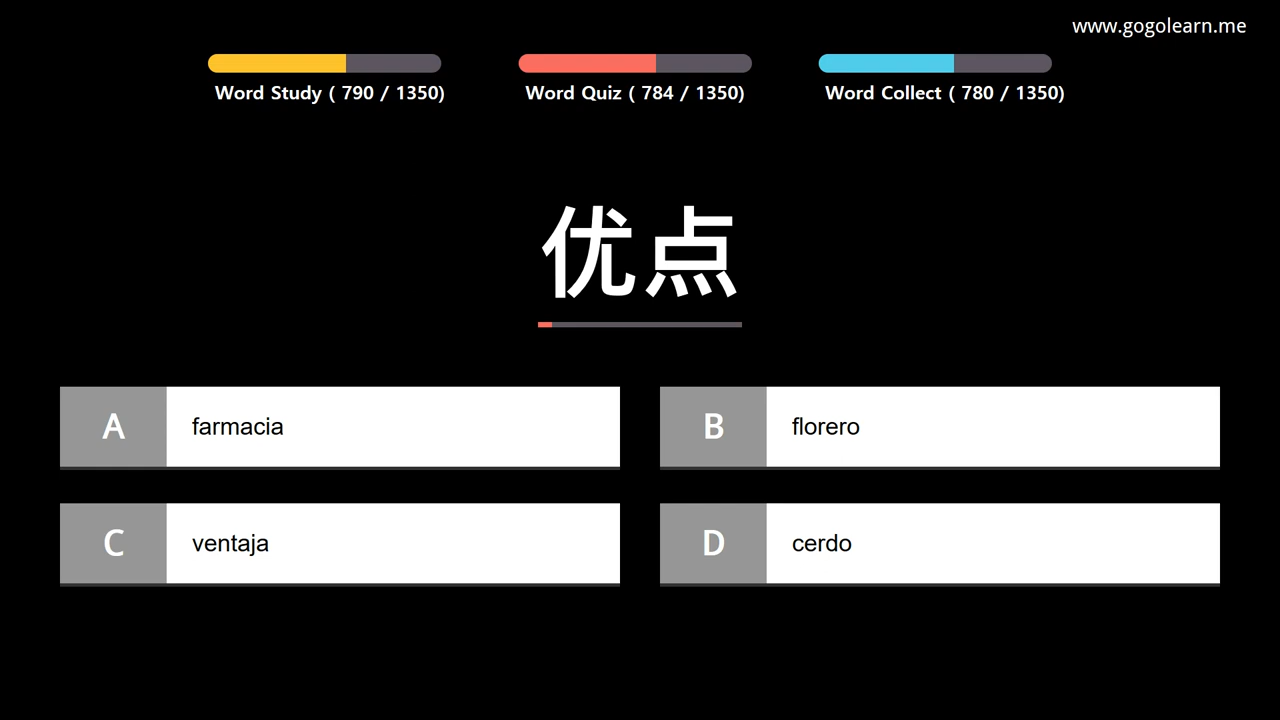 www.gogolearn.me
Word Study ( 790 / 1350)
Word Quiz ( 784 / 1350)
Word Collect ( 780 / 1350)
优点
A farmacia
B florero
C ventaja
D cerdo